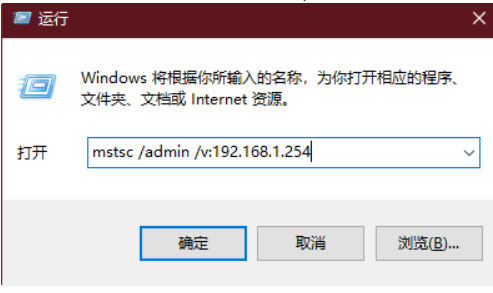 运行
Windows 将根据你所输入的名称，为你打开相应的程序、
文件夹、文档或 Internet 资源。
打开
mstsc /admin /v:192.168.1.254
确定 取消 浏览(B)...